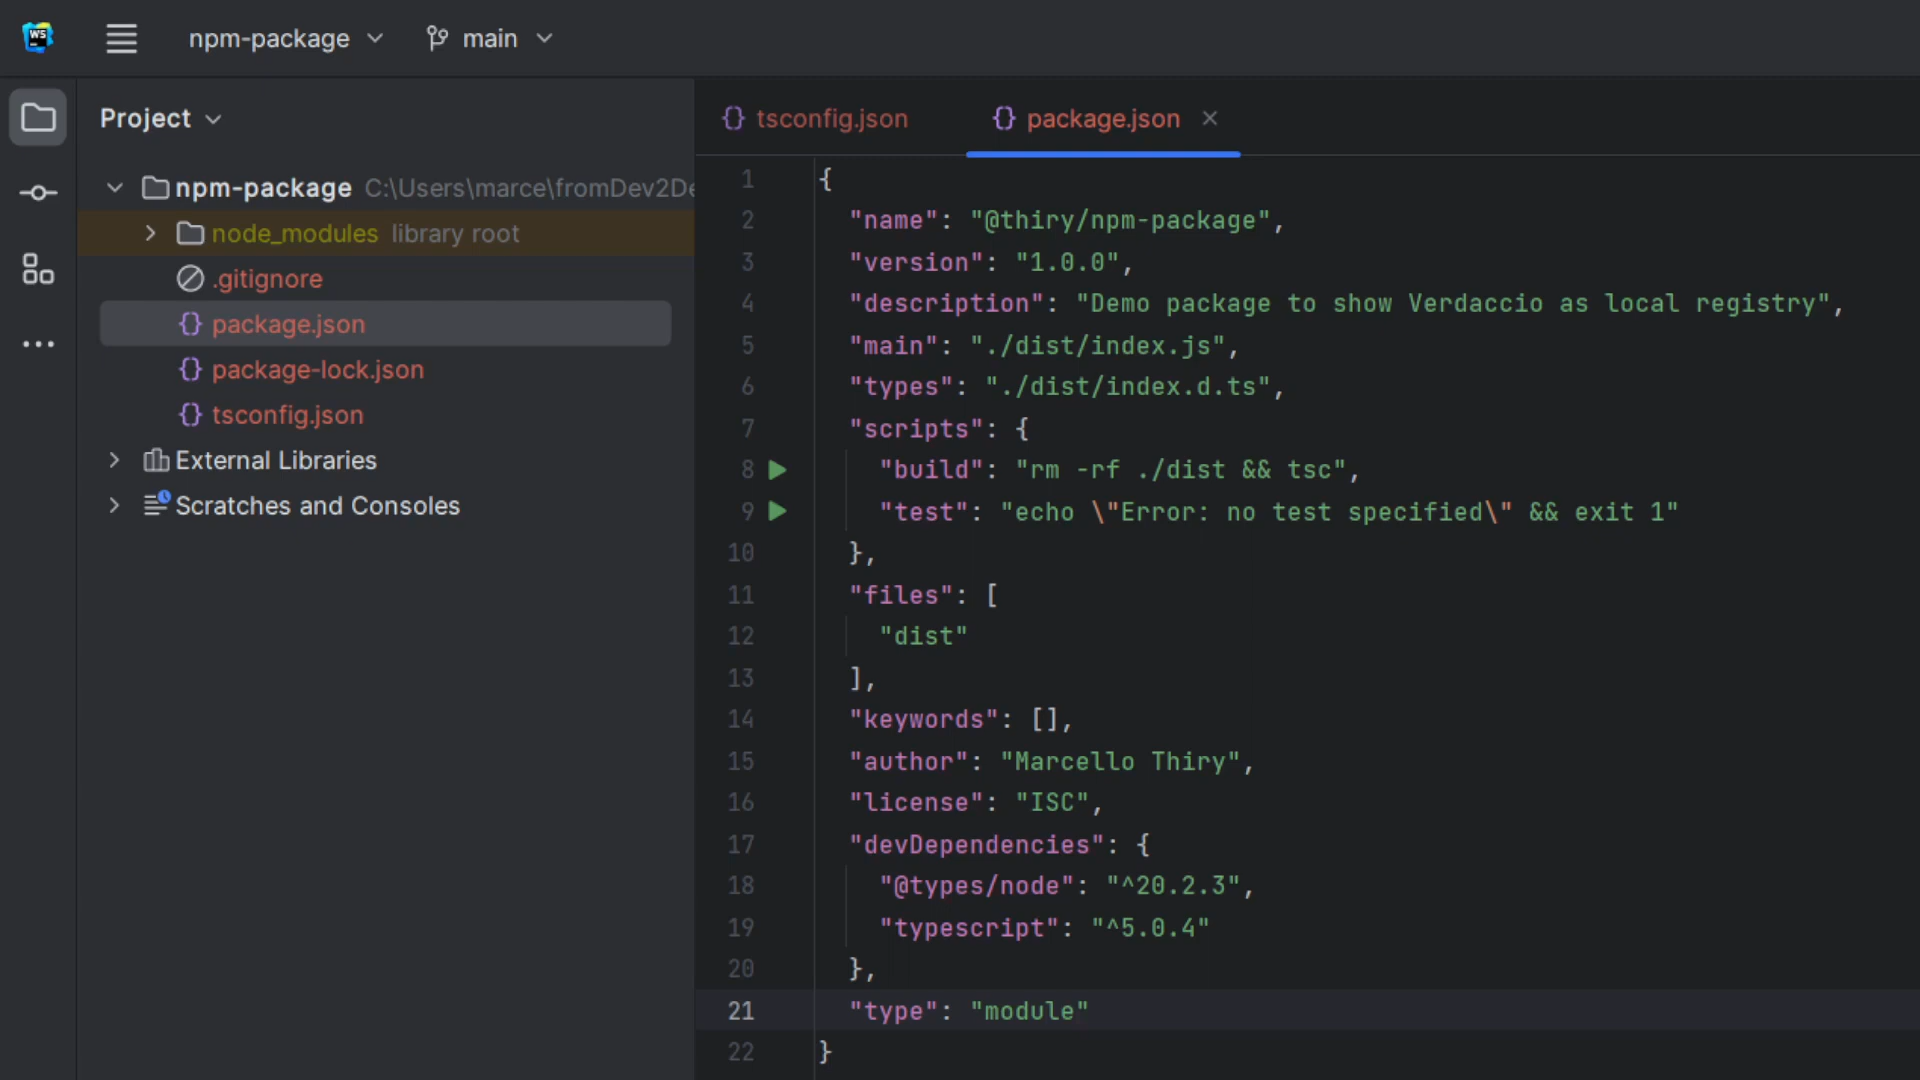 WS
npm-package
main
Project
npm-package C:\Users\marce\fromDev2De
node_modules library root
.gitignore
package.json
package-lock.json
tsconfig.json
External Libraries
Scratches and Consoles
tsconfig.json
package.json
1 {
2 "name": "@thiry/npm-package",
3 "version": "1.0.0",
4 "description": "Demo package to show Verdaccio as local registry",
5 "main": "./dist/index.js",
6 "types": "./dist/index.d.ts",
7 "scripts": {
8 "build": "rm -rf ./dist && tsc",
9 "test": "echo \"Error: no test specified\" && exit 1"
10 },
11 "files": [
12 "dist"
13 ],
14 "keywords": [],
15 "author": "Marcello Thiry",
16 "license": "ISC",
17 "devDependencies": {
18 "@types/node": "^20.2.3",
19 "typescript": "^5.0.4"
20 },
21 "type": "module"
22 }